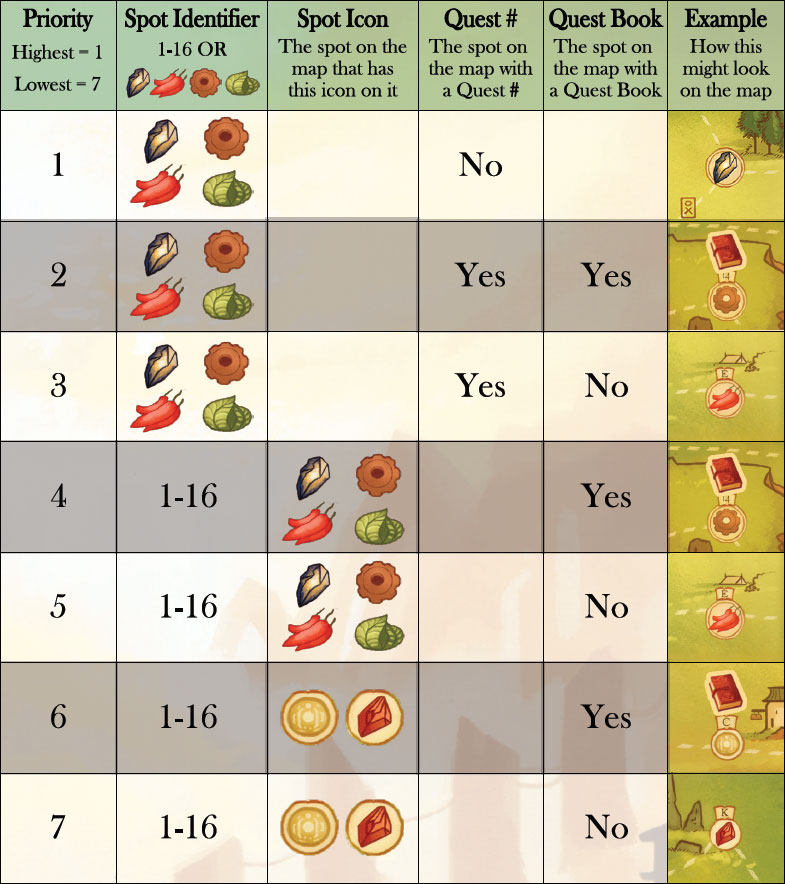 Priority
Highest = 1
Lowest = 7
Spot Identifier
1-16 OR
Spot Icon
The spot on the
map that has
this icon on it
Quest #
The spot on
the map with
a Quest #
Quest Book
The spot on
the map with
a Quest Book
Example
How this
might look
on the map
1
No
2
Yes
Yes
3
Yes
No
E
4
1-16
Yes
5
1-16
No
E
6
1-16
Yes
C
7
1-16
No
K